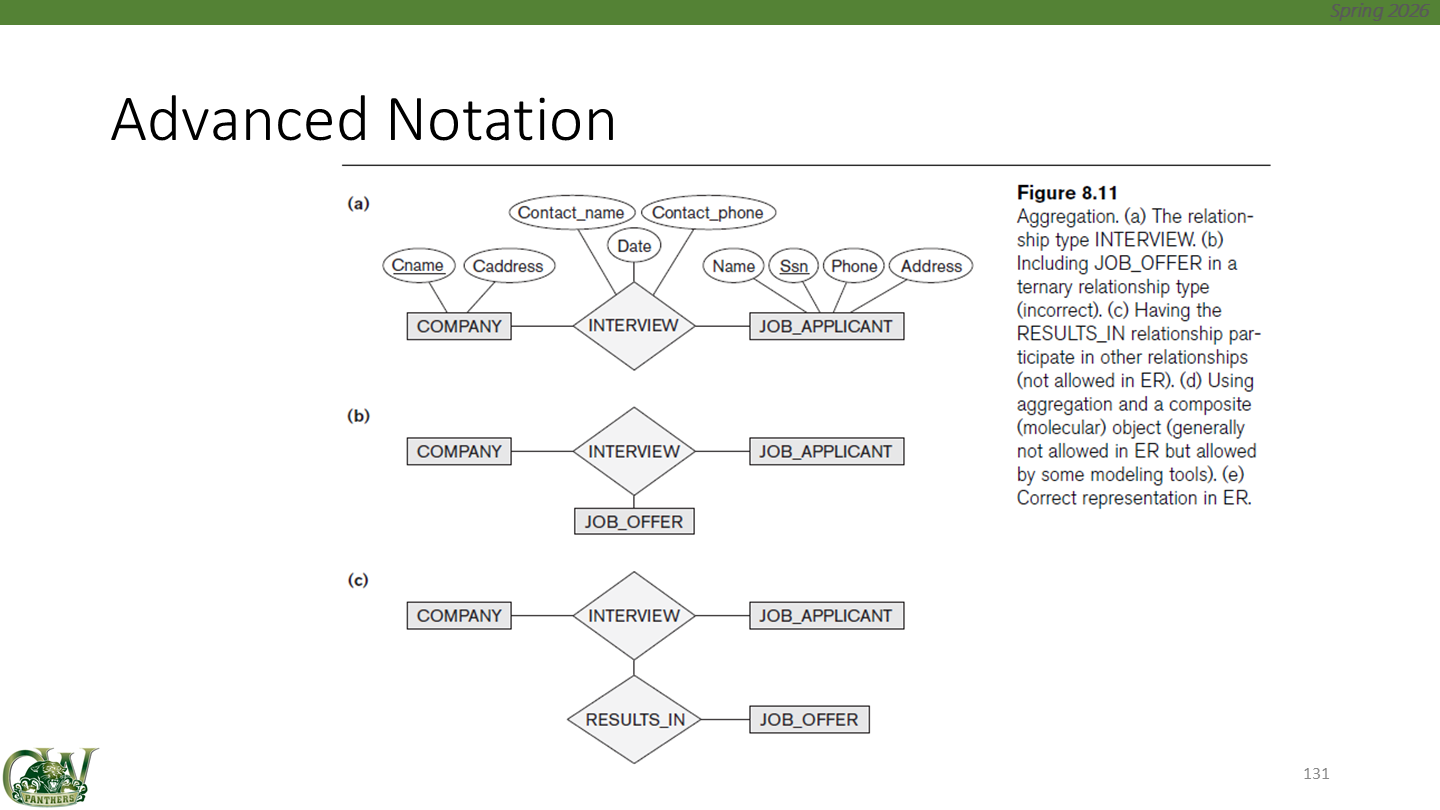 Spring 2026
Advanced Notation
(a)
Contact_name
Contact_phone
Date
Cname
Caddress
Name
Ssn
Phone
Address
COMPANY
INTERVIEW
JOB_APPLICANT
(b)
COMPANY
INTERVIEW
JOB_APPLICANT
JOB_OFFER
(c)
COMPANY
INTERVIEW
JOB_APPLICANT
RESULTS_IN
JOB_OFFER
Figure 8.11
Aggregation. (a) The relation-
ship type INTERVIEW. (b)
Including JOB_OFFER in a
ternary relationship type
(incorrect). (c) Having the
RESULTS_IN relationship par-
ticipate in other relationships
(not allowed in ER). (d) Using
aggregation and a composite
(molecular) object (generally
not allowed in ER but allowed
by some modeling tools). (e)
Correct representation in ER.
OW
PANTHERS
131